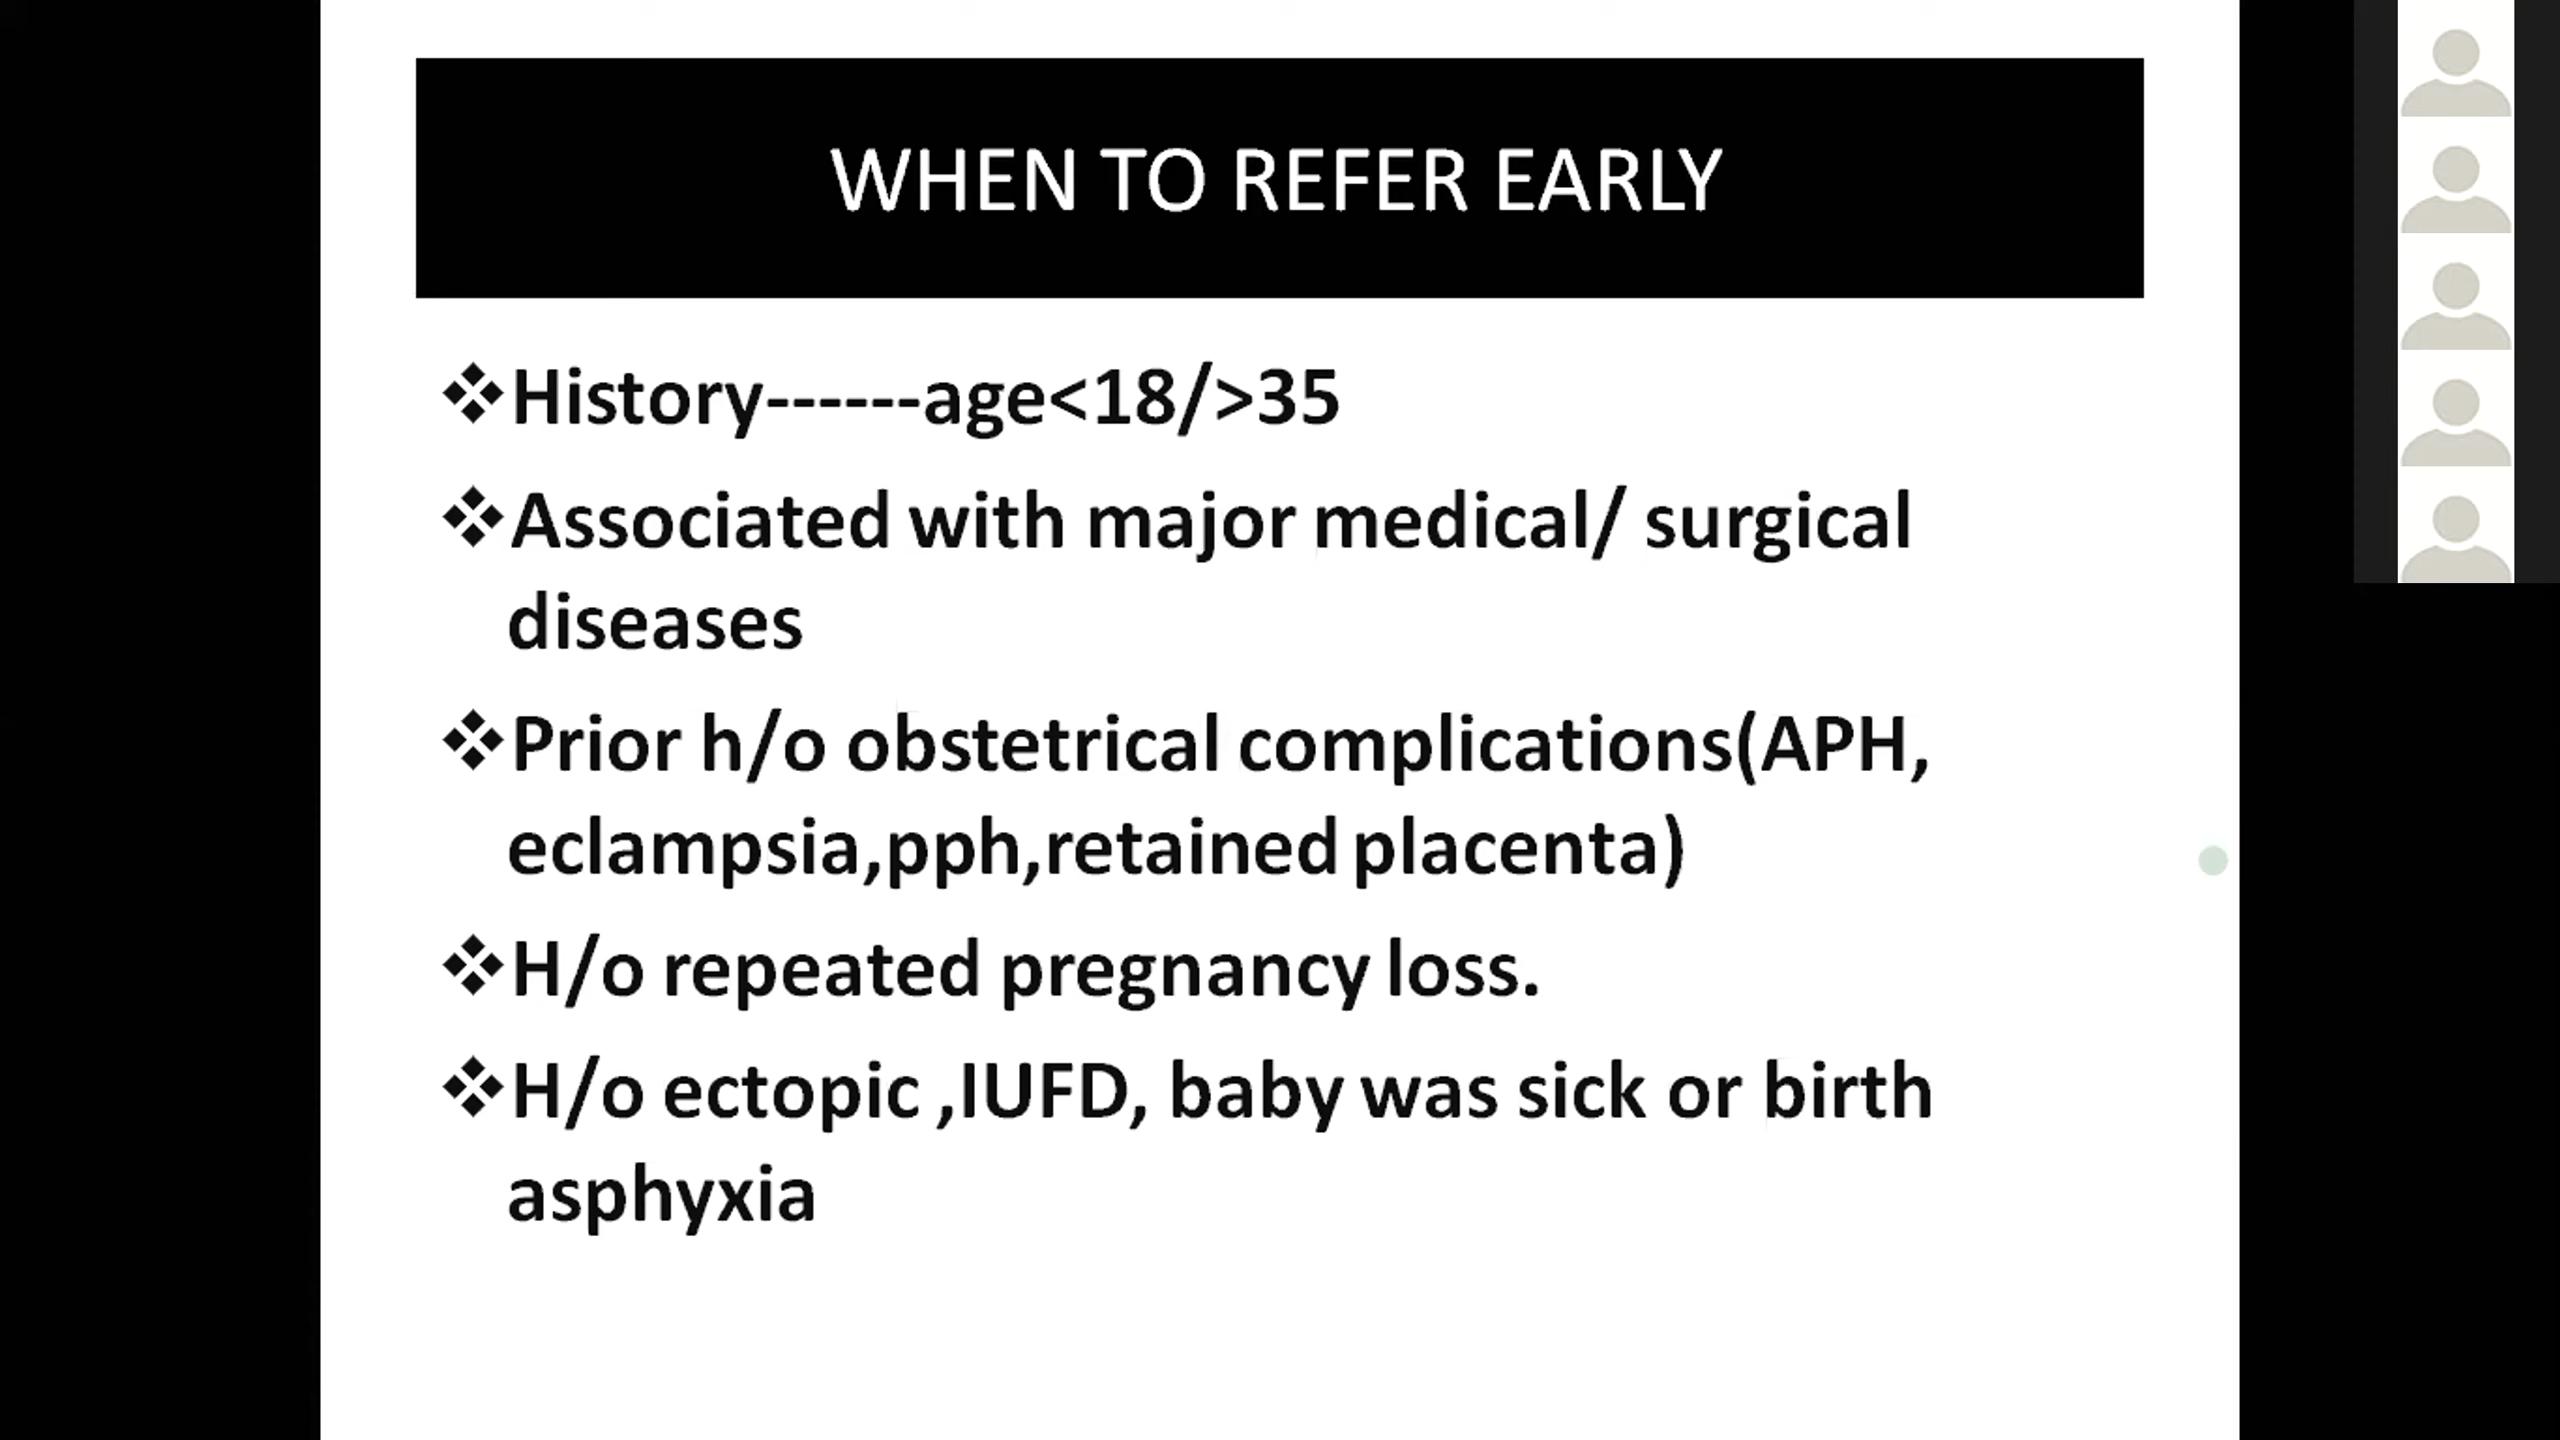 WHEN TO REFER EARLY
❖History------age<18/>35
❖Associated with major medical/ surgical
diseases
❖Prior h/o obstetrical complications(APH,
eclampsia,pph,retained placenta)
❖H/o repeated pregnancy loss.
❖H/o ectopic ,IUFD, baby was sick or birth
asphyxia